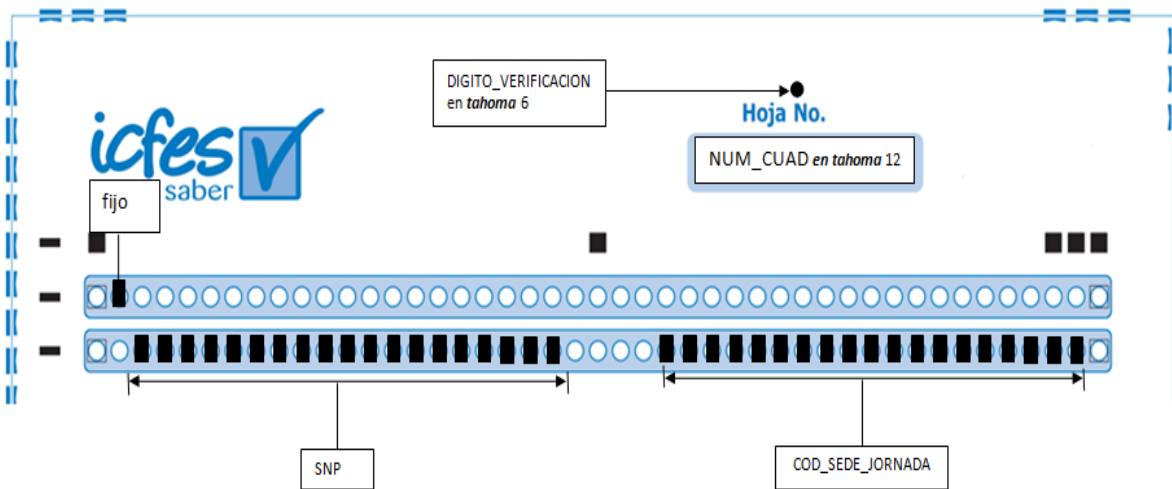 DIGITO_VERIFICACION
en tahoma 6
Hoja No.
NUM_CUAD en tahoma 12
icfes
saber
fijo
SNP
COD_SEDE_JORNADA